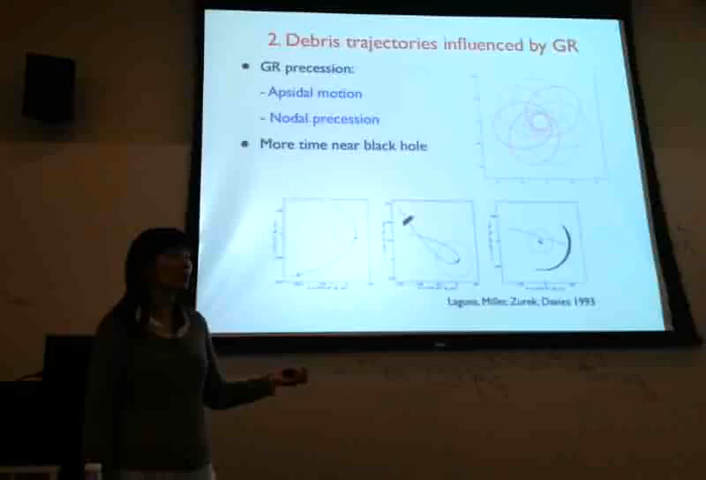 2. Debris trajectories influenced by GR
• GR precession:
- Apsidal motion
- Nodal precession
• More time near black hole
Laguna, Miller, Zurek, Davies 1993